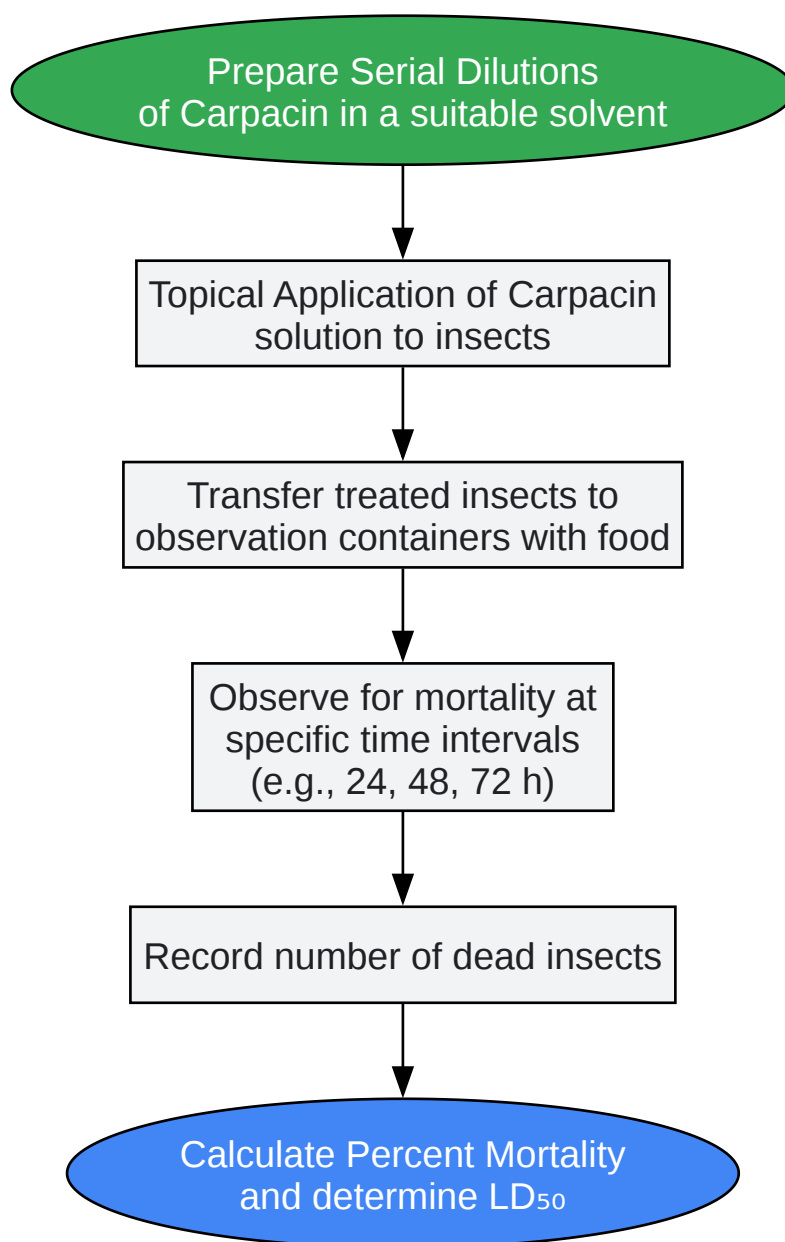 Prepare Serial Dilutions
of Carpacin in a suitable solvent
Topical Application of Carpacin
solution to insects
Transfer treated insects to
observation containers with food
Observe for mortality at
specific time intervals
(e.g., 24, 48, 72 h)
Record number of dead insects
Calculate Percent Mortality
and determine LD₅₀